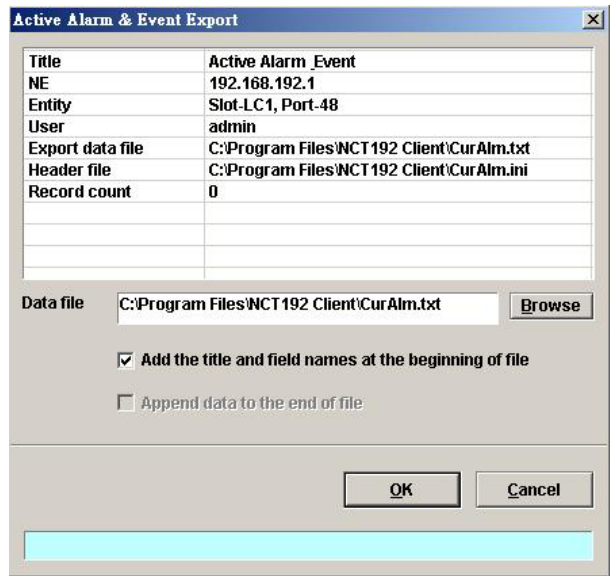 Active Alarm & Event Export
Title Active Alarm_Event
NE 192.168.192.1
Entity Slot-LC1, Port-48
User admin
Export data file C:\Program Files\NCT192 Client\CurAlm.txt
Header file C:\Program Files\NCT192 Client\CurAlm.ini
Record count 0
Data file C:\Program Files\NCT192 Client\CurAlm.txt Browse
Add the title and field names at the beginning of file
Append data to the end of file
OK Cancel